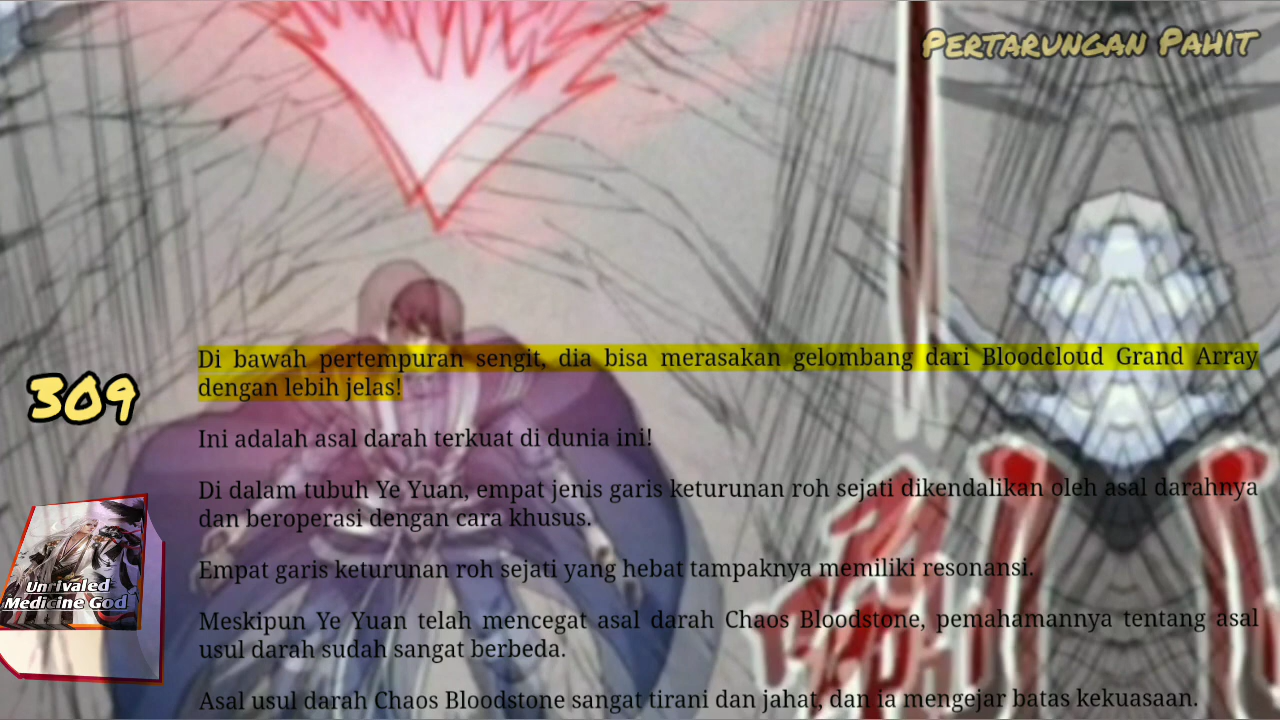 Pertarungan Pahit
Di bawah pertempuran sengit, dia bisa merasakan gelombang dari Bloodcloud Grand Array
dengan lebih jelas!
309
Ini adalah asal darah terkuat di dunia ini!
Di dalam tubuh Ye Yuan, empat jenis garis keturunan roh sejati dikendalikan oleh asal darahnya
dan beroperasi dengan cara khusus.
Empat garis keturunan roh sejati yang hebat tampaknya memiliki resonansi.
Unrivaled
Medicine God
Meskipun Ye Yuan telah mencegat asal darah Chaos Bloodstone, pemahamannya tentang asal
usul darah sudah sangat berbeda.
Asal usul darah Chaos Bloodstone sangat tirani dan jahat, dan ia mengejar batas kekuasaan.